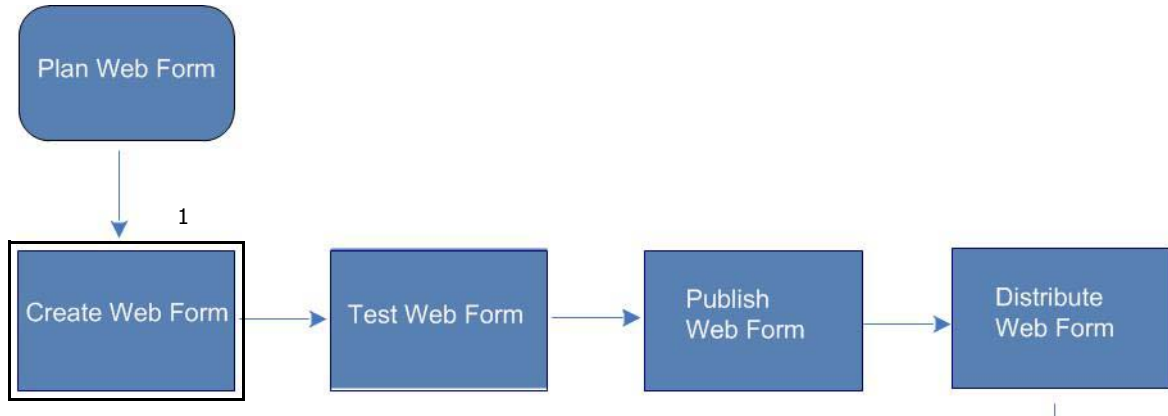 Plan Web Form
1
Create Web Form
Test Web Form
Publish
Web Form
Distribute
Web Form